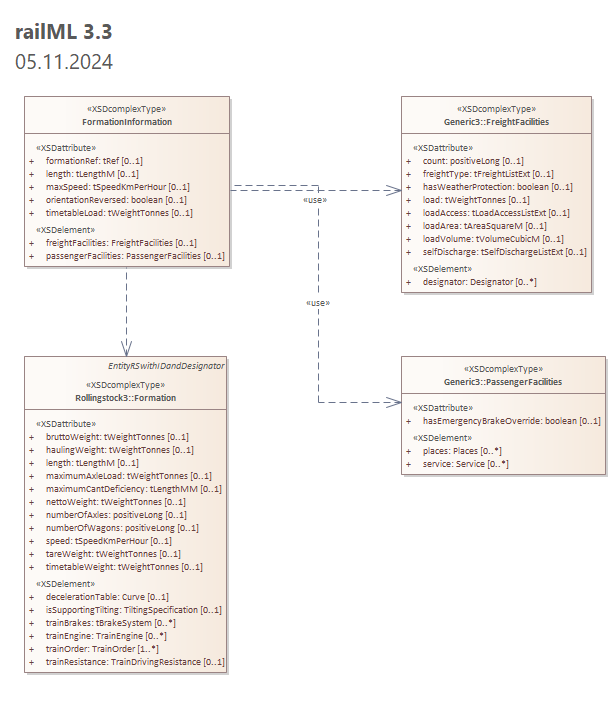 railML 3.3
05.11.2024
«XSDcomplexType»
FormationInformation
«XSDattribute»
+ formationRef: tRef [0..1]
+ length: tLengthM [0..1]
+ maxSpeed: tSpeedKmPerHour [0..1]
+ orientationReversed: boolean [0..1]
+ timetableLoad: tWeightTonnes [0..1]
«XSDelement»
+ freightFacilities: FreightFacilities [0..1]
+ passengerFacilities: PassengerFacilities [0..1]
«XSDcomplexType»
Generic3::FreightFacilities
«XSDattribute»
+ count: positiveLong [0..1]
+ freightType: tFreightListExt [0..1]
+ hasWeatherProtection: boolean [0..1]
+ load: tWeightTonnes [0..1]
+ loadAccess: tLoadAccessListExt [0..1]
+ loadArea: tAreaSquareM [0..1]
+ loadVolume: tVolumeCubicM [0..1]
+ selfDischarge: tSelfDischargeListExt [0..1]
«XSDelement»
+ designator: Designator [0..*]
«use»
«use»
EntityRSwithIDandDesignator
«XSDcomplexType»
Rollingstock3::Formation
«XSDattribute»
+ bruttoWeight: tWeightTonnes [0..1]
+ haulingWeight: tWeightTonnes [0..1]
+ length: tLengthM [0..1]
+ maximumAxleLoad: tWeightTonnes [0..1]
+ maximumCantDeficiency: tLengthMM [0..1]
+ nettoWeight: tWeightTonnes [0..1]
+ numberOfAxles: positiveLong [0..1]
+ numberOfWagons: positiveLong [0..1]
+ speed: tSpeedKmPerHour [0..1]
+ tareWeight: tWeightTonnes [0..1]
+ timetableWeight: tWeightTonnes [0..1]
«XSDelement»
+ decelerationTable: Curve [0..1]
+ isSupportingTilting: TiltingSpecification [0..1]
+ trainBrakes: tBrakeSystem [0..*]
+ trainEngine: TrainEngine [0..*]
+ trainOrder: TrainOrder [1..*]
+ trainResistance: TrainDrivingResistance [0..1]
«XSDcomplexType»
Generic3::PassengerFacilities
«XSDattribute»
+ hasEmergencyBrakeOverride: boolean [0..1]
«XSDelement»
+ places: Places [0..*]
+ service: Service [0..*]